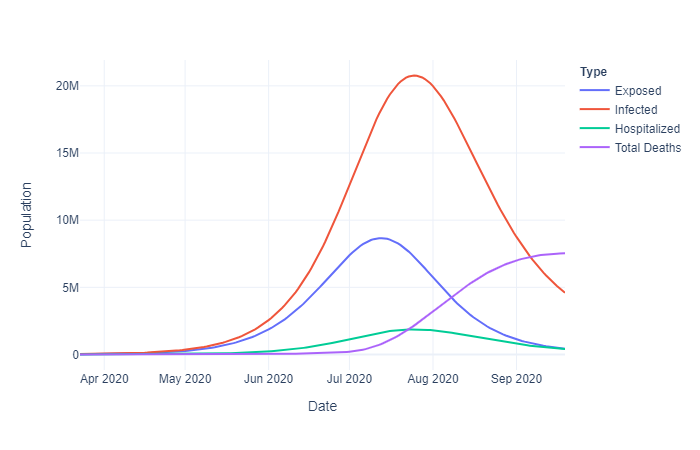 Type
Exposed
Infected
Hospitalized
Total Deaths
Population
20M
15M
10M
5M
0
Apr 2020 May 2020 Jun 2020 Jul 2020 Aug 2020 Sep 2020
Date